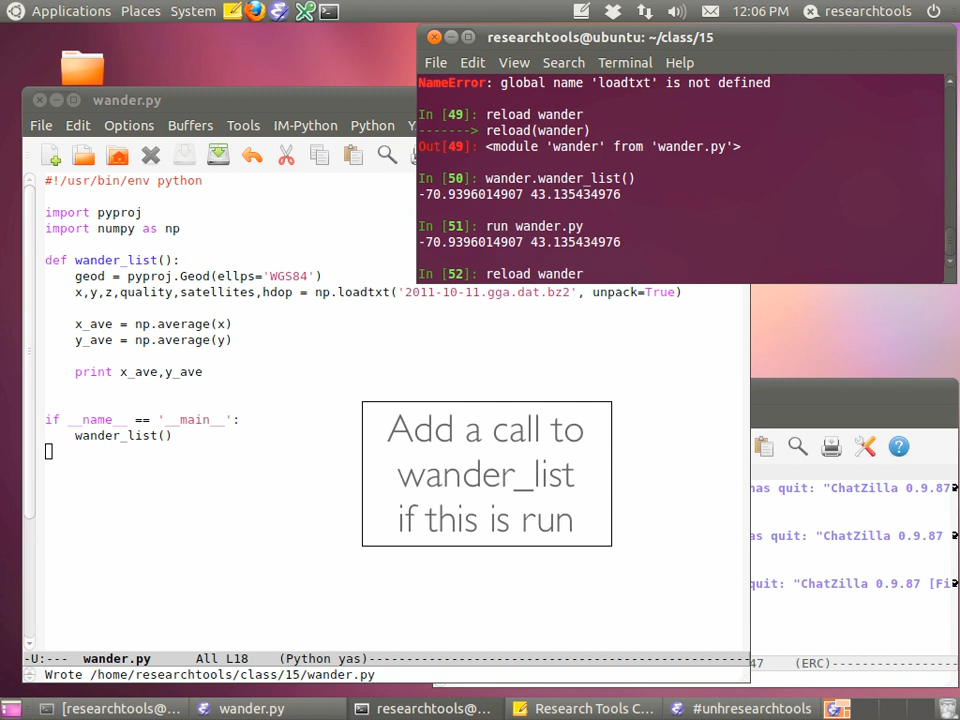 Applications Places System 12:06 PM researchtools
researchtools@ubuntu: ~/class/15
File Edit View Search Terminal Help
NameError: global name 'loadtxt' is not defined
In [49]: reload wander
-------> reload(wander)
Out[49]: <module 'wander' from 'wander.py'>
In [50]: wander.wander_list()
-70.9396014907 43.135434976
In [51]: run wander.py
-70.9396014907 43.135434976
In [52]: reload wander
wander.py
File Edit Options Buffers Tools IM-Python Python
#!/usr/bin/env python
import pyproj
import numpy as np
def wander_list():
geod = pyproj.Geod(ellps='WGS84')
x,y,z,quality,satellites,hdop = np.loadtxt('2011-10-11.gga.dat.bz2', unpack=True)
x_ave = np.average(x)
y_ave = np.average(y)
print x_ave,y_ave
if __name__ == '__main__':
wander_list()
Add a call to
wander_list
if this is run
has quit: "ChatZilla 0.9.87
as quit: "ChatZilla 0.9.87
quit: "ChatZilla 0.9.87 [Fi
-U:--- wander.py All L18 (Python yas)--------------------------------------------------
47 (ERC)----------------
Wrote /home/researchtools/class/15/wander.py
[researchtools@... wander.py researchtools@... Research Tools C... #unhresearchtools